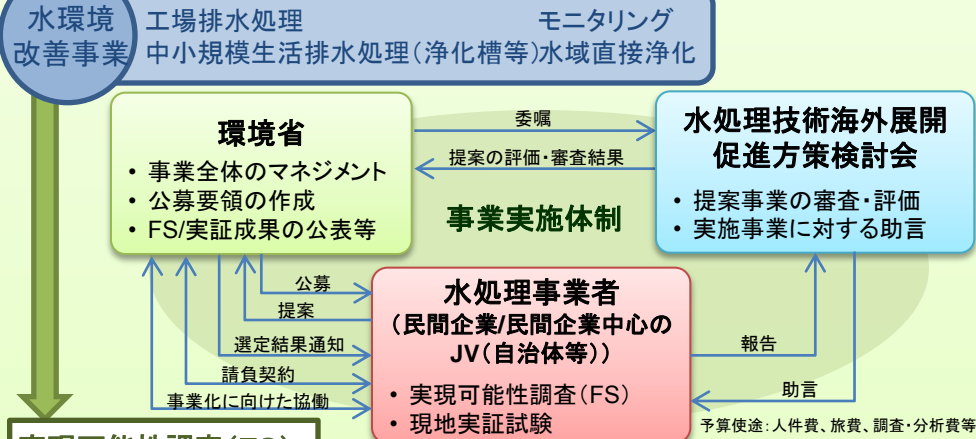 水環境
改善事業
工場排水処理 モニタリング
中小規模生活排水処理(浄化槽等)水域直接浄化
環境省
• 事業全体のマネジメント
• 公募要領の作成
• FS/実証成果の公表等
委嘱
提案の評価・審査結果
水処理技術海外展開
促進方策検討会
• 提案事業の審査・評価
• 実施事業に対する助言
事業実施体制
公募
提案
選定結果通知
請負契約
事業化に向けた協働
水処理事業者
(民間企業/民間企業中心の
JV(自治体等))
• 実現可能性調査(FS)
• 現地実証試験
報告
助言
予算使途:人件費、旅費、調査・分析費等
実現可能性調査(FS)